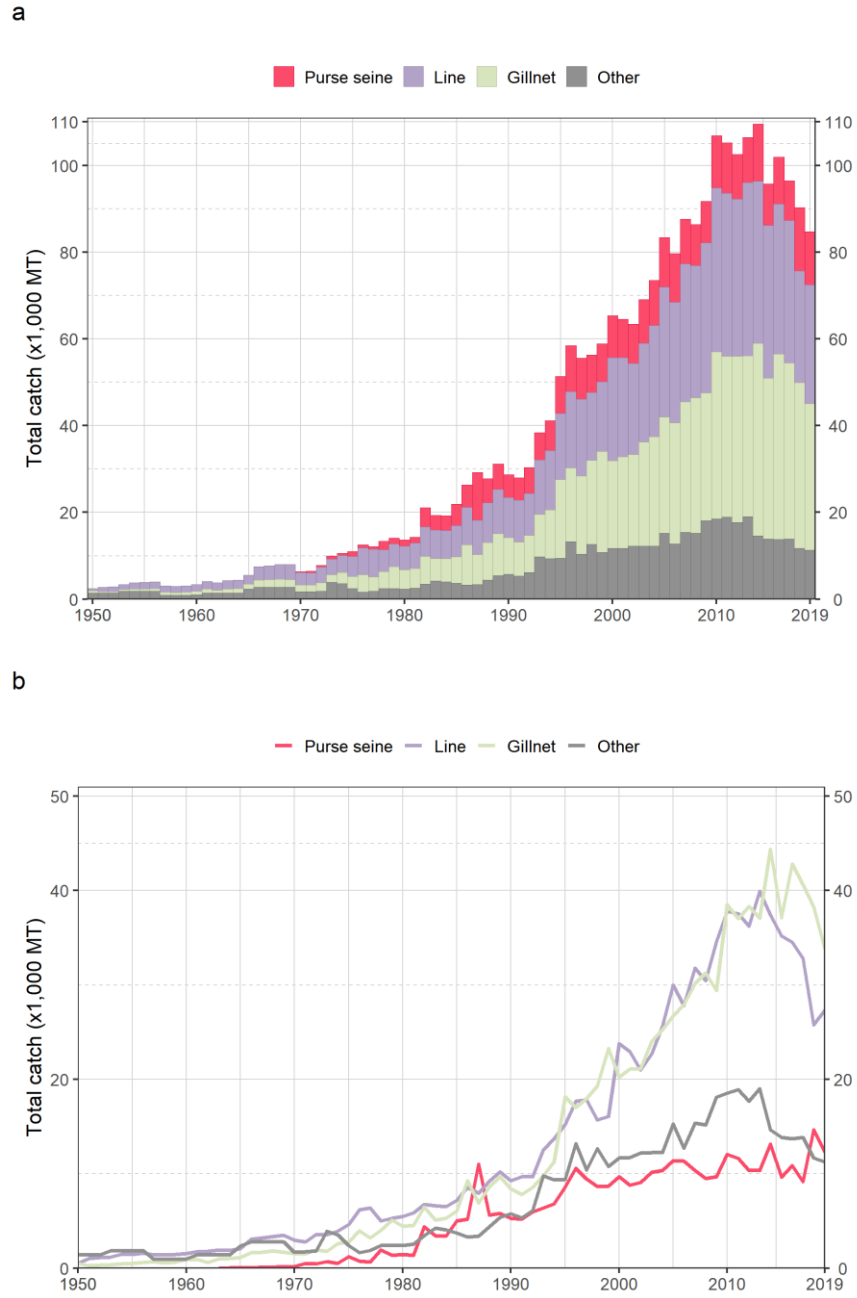 a
Purse seine Line Gillnet Other
Total catch (x1,000 MT)
110 110
100 100
80 80
60 60
40 40
20 20
0 0
1950 1960 1970 1980 1990 2000 2010 2019
b
Purse seine Line Gillnet Other
Total catch (x1,000 MT)
50 50
40 40
20 20
0 0
1950 1960 1970 1980 1990 2000 2010 2019